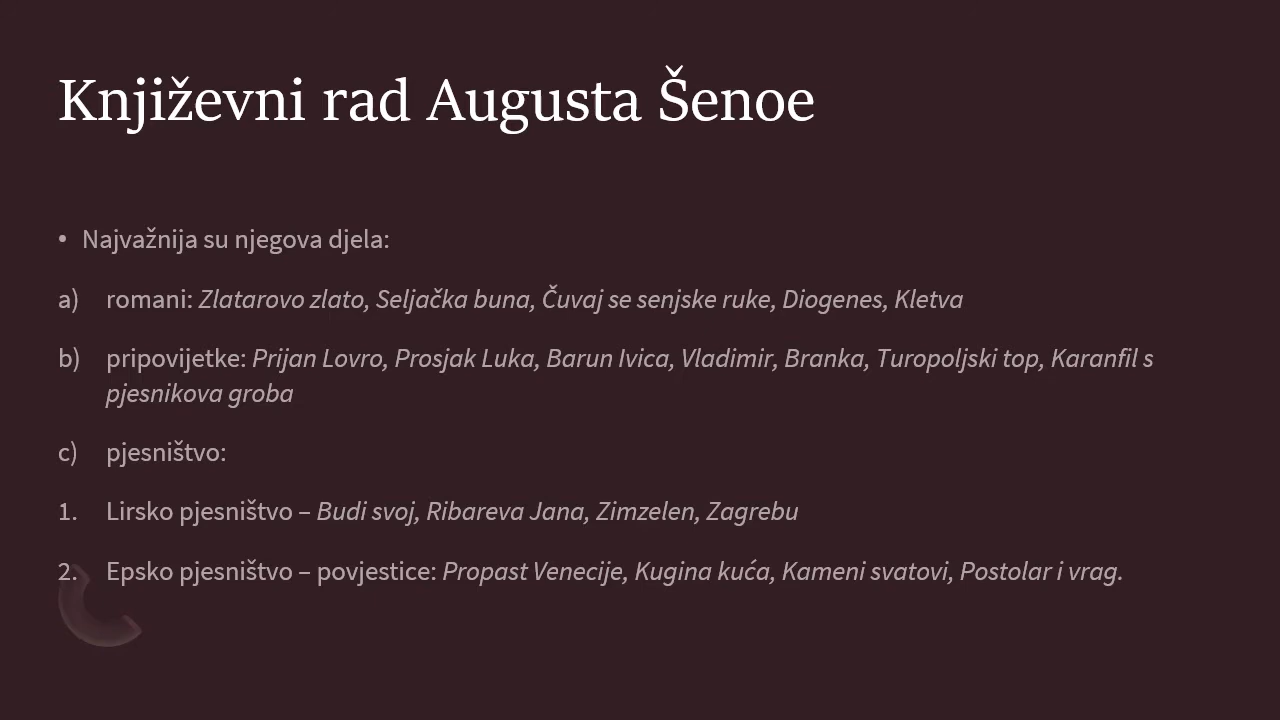 Književni rad Augusta Šenoe
• Najvažnija su njegova djela:
a) romani: Zlatarovo zlato, Seljačka buna, Čuvaj se senjske ruke, Diogenes, Kletva
b) pripovijetke: Prijan Lovro, Prosjak Luka, Barun Ivica, Vladimir, Branka, Turopoljski top, Karanfil s
pjesnikova groba
c) pjesništvo:
1. Lirsko pjesništvo – Budi svoj, Ribareva Jana, Zimzelen, Zagrebu
2. Epsko pjesništvo – povjestice: Propast Venecije, Kugina kuća, Kameni svatovi, Postolar i vrag.